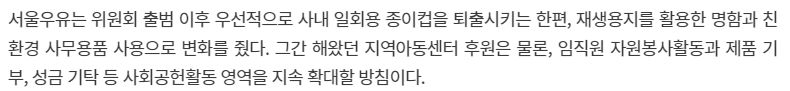 서울우유는 위원회 출범 이후 우선적으로 사내 일회용 종이컵을 퇴출시키는 한편, 재생용지를 활용한 명함과 친
환경 사무용품 사용으로 변화를 줬다. 그간 해왔던 지역아동센터 후원은 물론, 임직원 자원봉사활동과 제품 기
부, 성금 기탁 등 사회공헌활동 영역을 지속 확대할 방침이다.